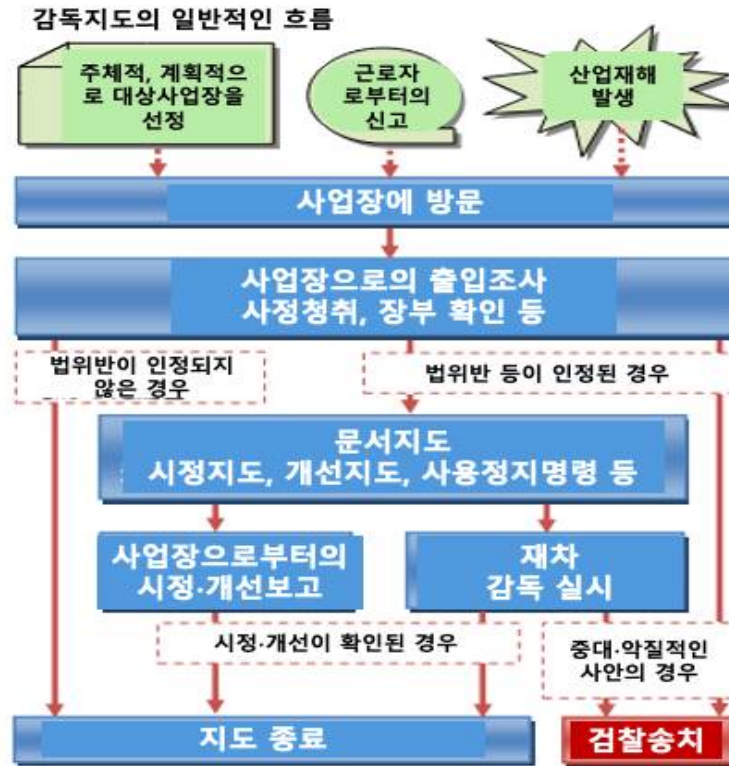 감독지도의 일반적인 흐름
주체적, 계획적으
로 대상사업장을
선정
근로자
로부터의
신고
산업재해
발생
사업장에 방문
사업장으로의 출입조사
사정청취, 장부 확인 등
법위반이 인정되지
않은 경우
법위반 등이 인정된 경우
문서지도
시정지도, 개선지도, 사용정지명령 등
사업장으로부터의
시정·개선보고
재차
감독 실시
시정·개선이 확인된 경우
중대·악질적인
사안의 경우
지도 종료
검찰송치